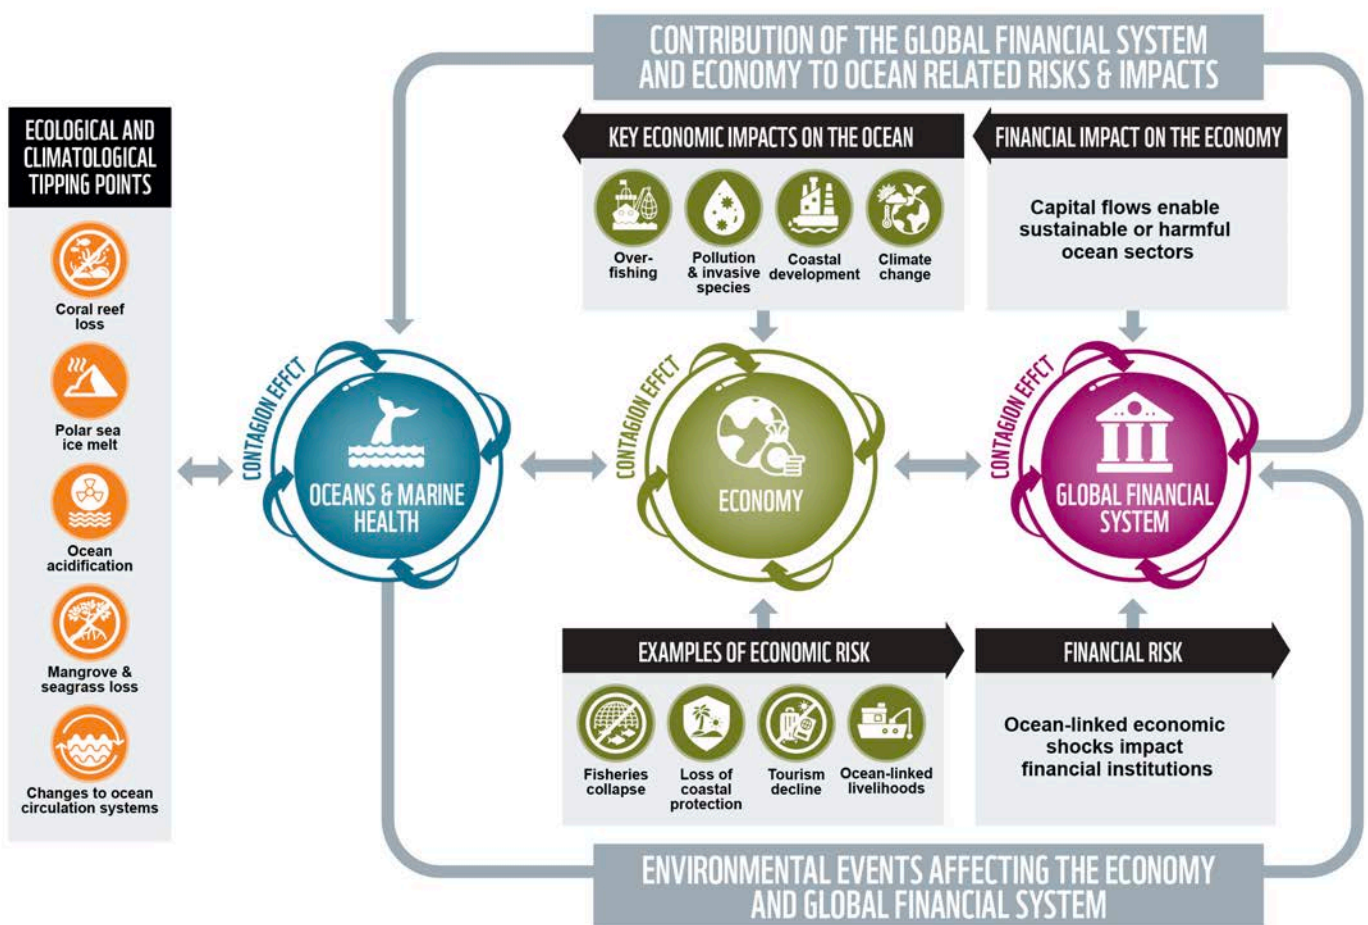 CONTRIBUTION OF THE GLOBAL FINANCIAL SYSTEM
AND ECONOMY TO OCEAN RELATED RISKS & IMPACTS
ECOLOGICAL AND
CLIMATOLOGICAL
TIPPING POINTS
Coral reef
loss
Polar sea
ice melt
Ocean
acidification
Mangrove &
seagrass loss
Changes to ocean
circulation systems
KEY ECONOMIC IMPACTS ON THE OCEAN
Over-
fishing
Pollution
& invasive
species
Coastal
development
Climate
change
FINANCIAL IMPACT ON THE ECONOMY
Capital flows enable
sustainable or harmful
ocean sectors
CONTAGION EFFCT
OCEANS & MARINE
HEALTH
CONTAGION EFFCT
ECONOMY
CONTAGION EFFCT
GLOBAL FINANCIAL
SYSTEM
EXAMPLES OF ECONOMIC RISK
Fisheries
collapse
Loss of
coastal
protection
Tourism
decline
Ocean-linked
livelihoods
FINANCIAL RISK
Ocean-linked economic
shocks impact
financial institutions
ENVIRONMENTAL EVENTS AFFECTING THE ECONOMY
AND GLOBAL FINANCIAL SYSTEM